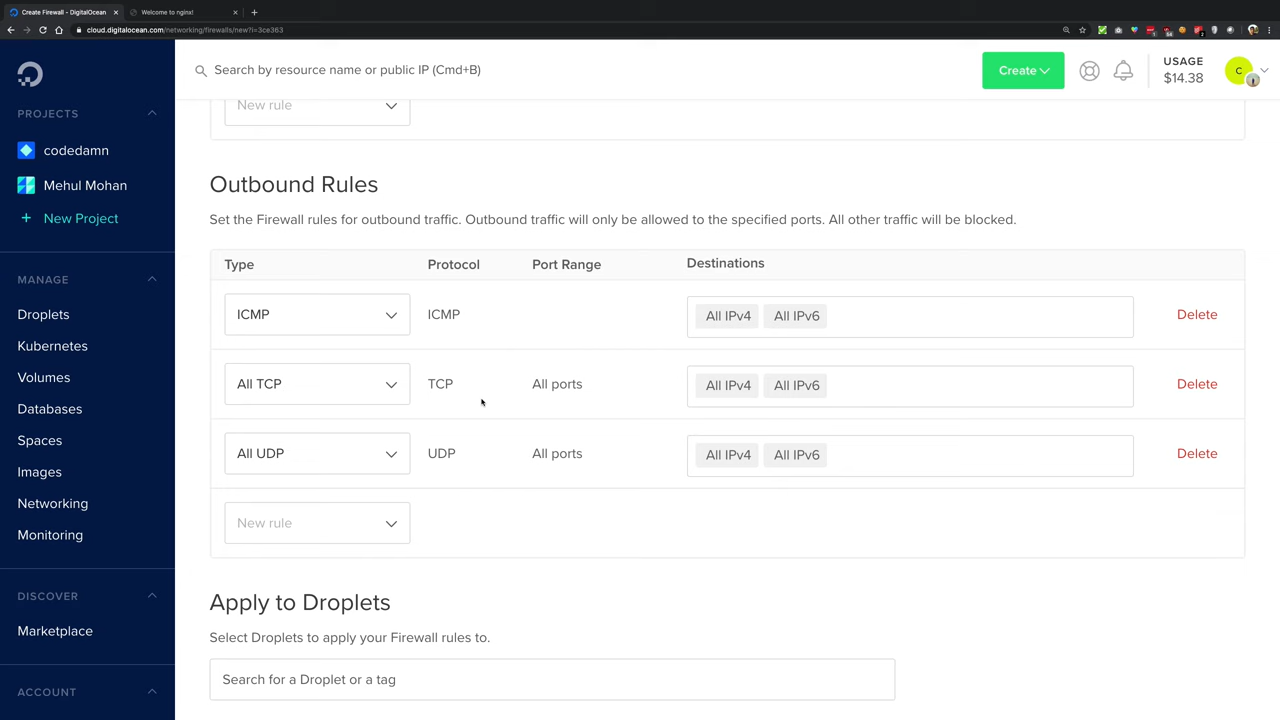 Create Firewall - DigitalOcean
Welcome to nginx!
cloud.digitalocean.com/networking/firewalls/new?i=3ce363
Search by resource name or public IP (Cmd+B)
Create
USAGE
$14.38
C
PROJECTS
codedamn
Mehul Mohan
+ New Project
MANAGE
Droplets
Kubernetes
Volumes
Databases
Spaces
Images
Networking
Monitoring
DISCOVER
Marketplace
ACCOUNT
New rule
Outbound Rules
Set the Firewall rules for outbound traffic. Outbound traffic will only be allowed to the specified ports. All other traffic will be blocked.
Type Protocol Port Range Destinations
ICMP ICMP All IPv4 All IPv6 Delete
All TCP TCP All ports All IPv4 All IPv6 Delete
All UDP UDP All ports All IPv4 All IPv6 Delete
New rule
Apply to Droplets
Select Droplets to apply your Firewall rules to.
Search for a Droplet or a tag